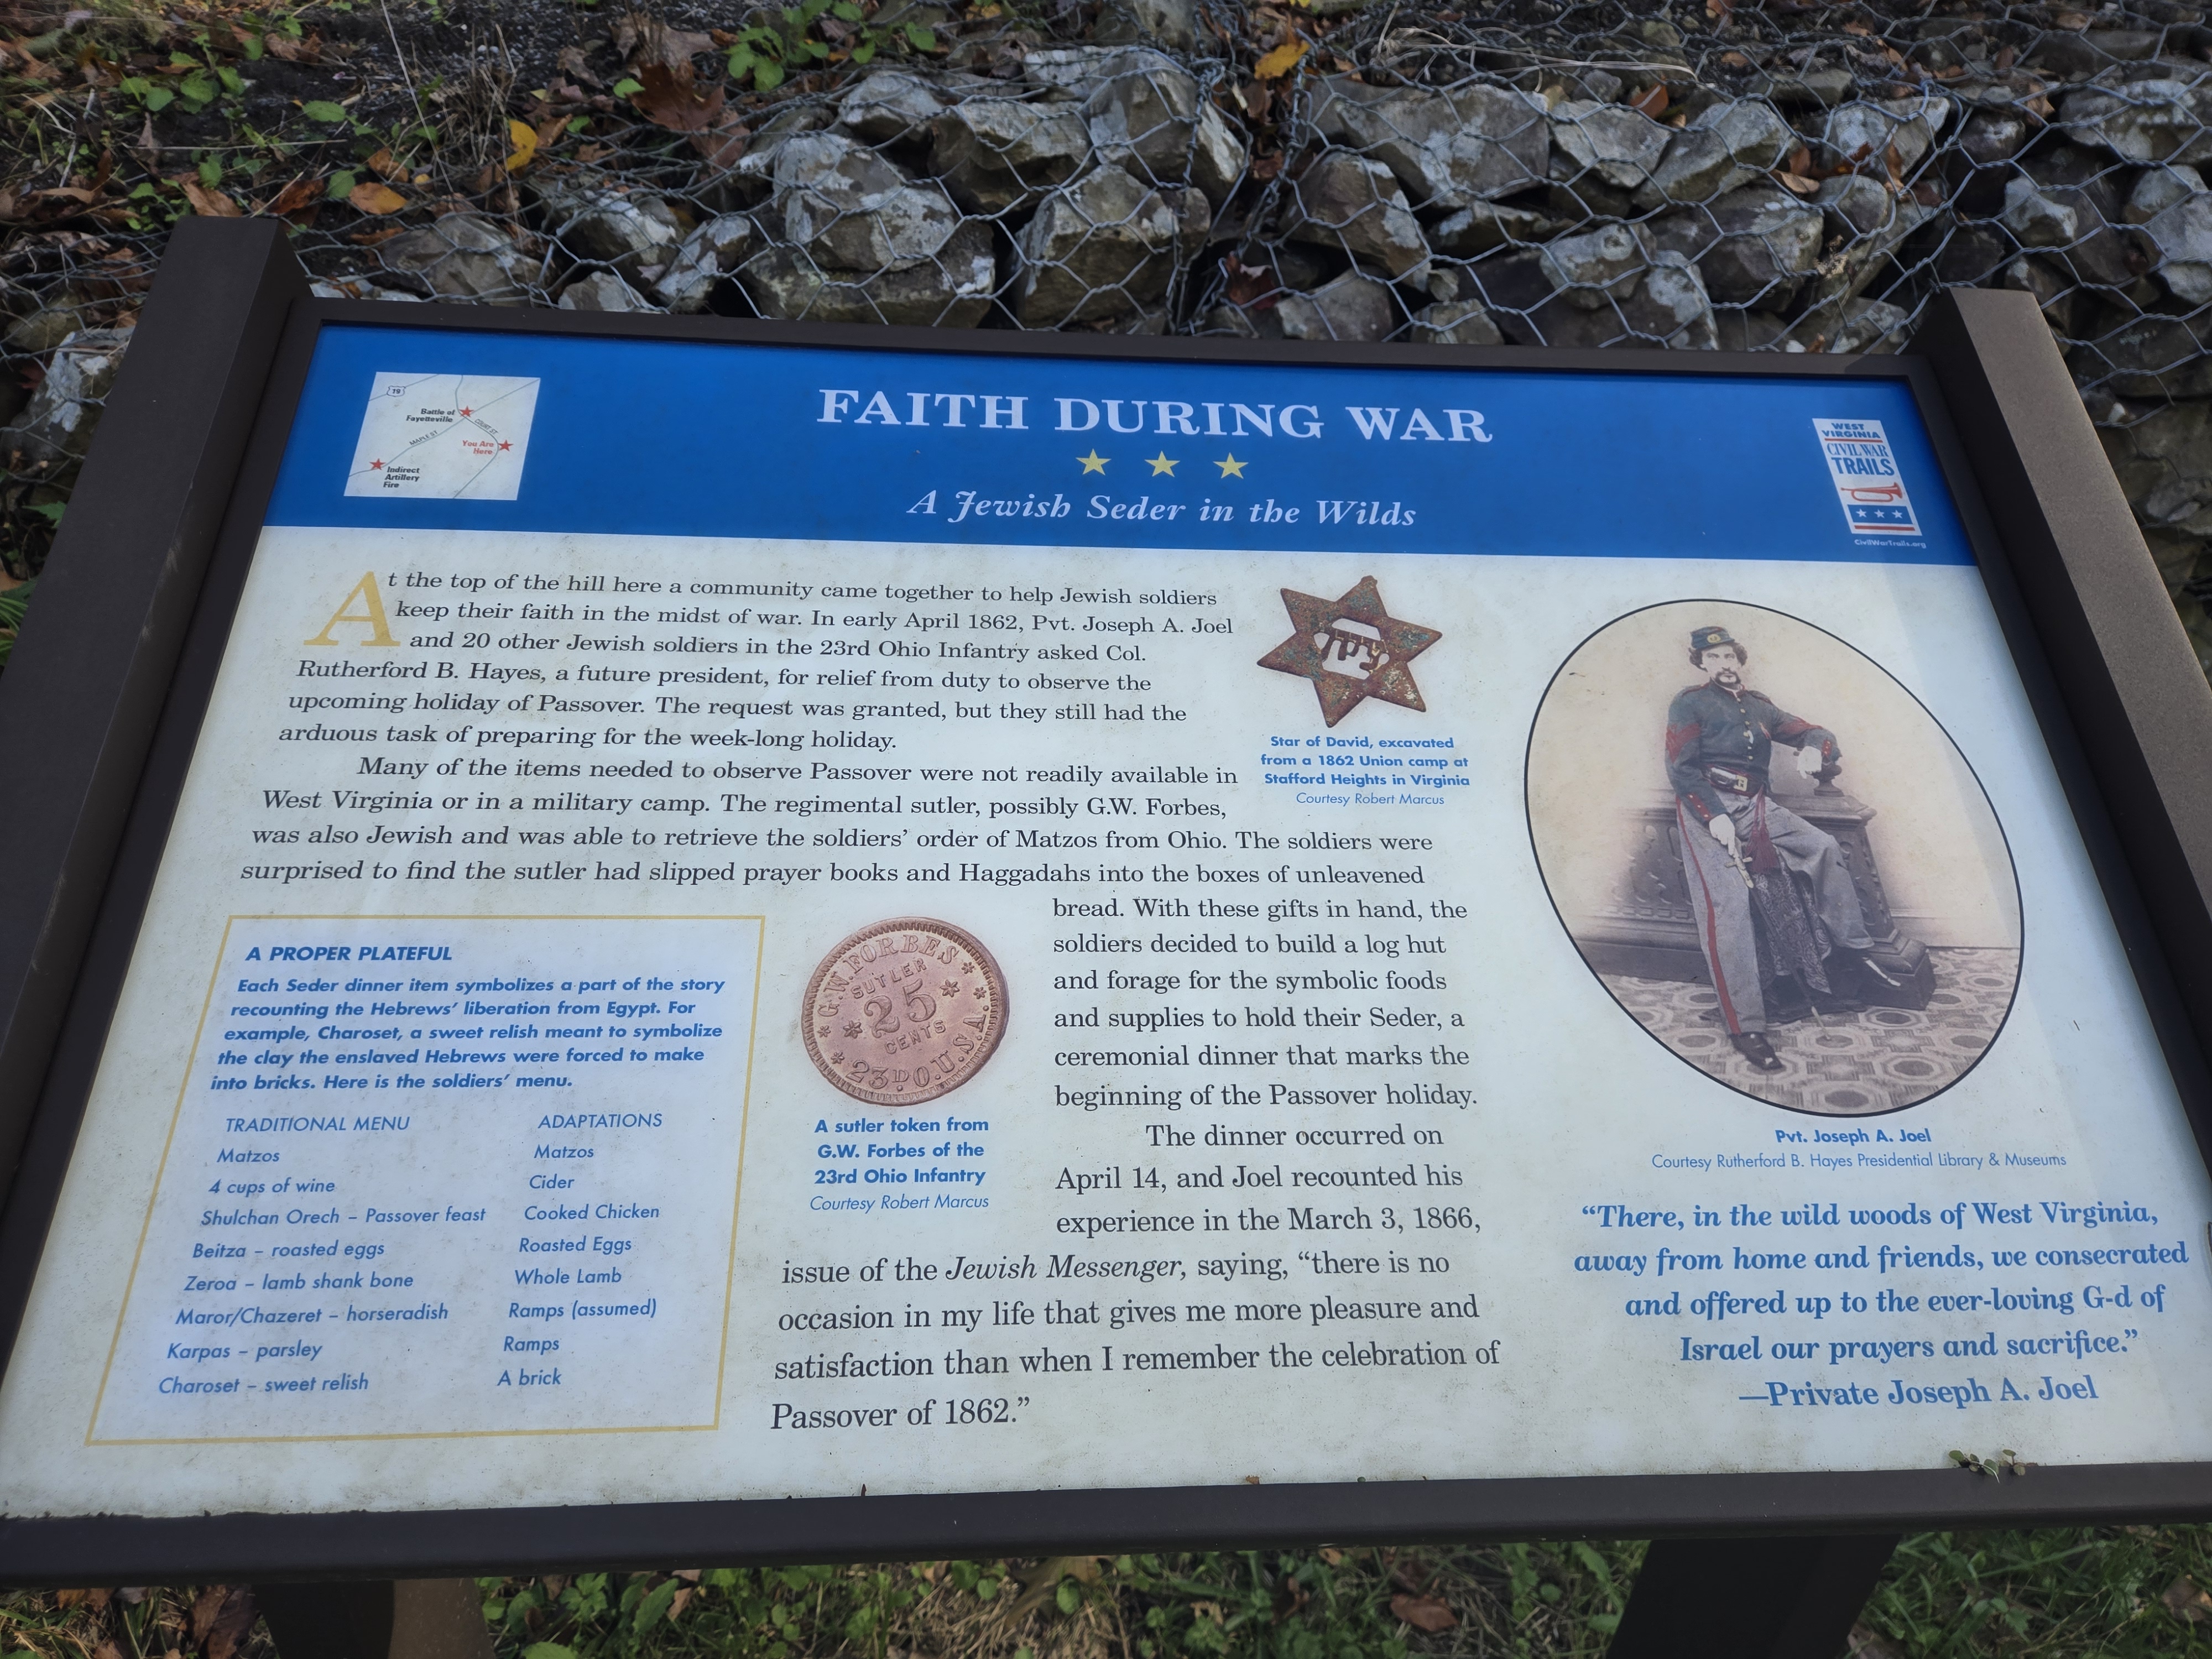 19
Battle of
Fayetteville
COURT ST
MAPLE ST
You Are
Here
Indirect
Artillery
Fire
FAITH DURING WAR
A Jewish Seder in the Wilds
WEST
VIRGINIA
CIVIL WAR
TRAILS
CivilWarTrails.org
At the top of the hill here a community came together to help Jewish soldiers
keep their faith in the midst of war. In early April 1862, Pvt. Joseph A. Joel
and 20 other Jewish soldiers in the 23rd Ohio Infantry asked Col.
Rutherford B. Hayes, a future president, for relief from duty to observe the
upcoming holiday of Passover. The request was granted, but they still had the
arduous task of preparing for the week-long holiday.
Many of the items needed to observe Passover were not readily available in
West Virginia or in a military camp. The regimental sutler, possibly G.W. Forbes,
was also Jewish and was able to retrieve the soldiers' order of Matzos from Ohio. The soldiers were
surprised to find the sutler had slipped prayer books and Haggadahs into the boxes of unleavened
bread. With these gifts in hand, the
soldiers decided to build a log hut
and forage for the symbolic foods
and supplies to hold their Seder, a
ceremonial dinner that marks the
beginning of the Passover holiday.
The dinner occurred on
April 14, and Joel recounted his
experience in the March 3, 1866,
issue of the Jewish Messenger, saying, “there is no
occasion in my life that gives me more pleasure and
satisfaction than when I remember the celebration of
Passover of 1862.”
Star of David, excavated
from a 1862 Union camp at
Stafford Heights in Virginia
Courtesy Robert Marcus
A PROPER PLATEFUL
Each Seder dinner item symbolizes a part of the story
recounting the Hebrews' liberation from Egypt. For
example, Charoset, a sweet relish meant to symbolize
the clay the enslaved Hebrews were forced to make
into bricks. Here is the soldiers' menu.
TRADITIONAL MENU ADAPTATIONS
Matzos Matzos
4 cups of wine Cider
Shulchan Orech – Passover feast Cooked Chicken
Beitza – roasted eggs Roasted Eggs
Zeroa – lamb shank bone Whole Lamb
Maror/Chazeret – horseradish Ramps (assumed)
Karpas – parsley Ramps
Charoset – sweet relish A brick
G.W. FORBES
SUTLER
25
CENTS
23D O.U.S.A.
A sutler token from
G.W. Forbes of the
23rd Ohio Infantry
Courtesy Robert Marcus
Pvt. Joseph A. Joel
Courtesy Rutherford B. Hayes Presidential Library & Museums
“There, in the wild woods of West Virginia,
away from home and friends, we consecrated
and offered up to the ever-loving G-d of
Israel our prayers and sacrifice.”
—Private Joseph A. Joel